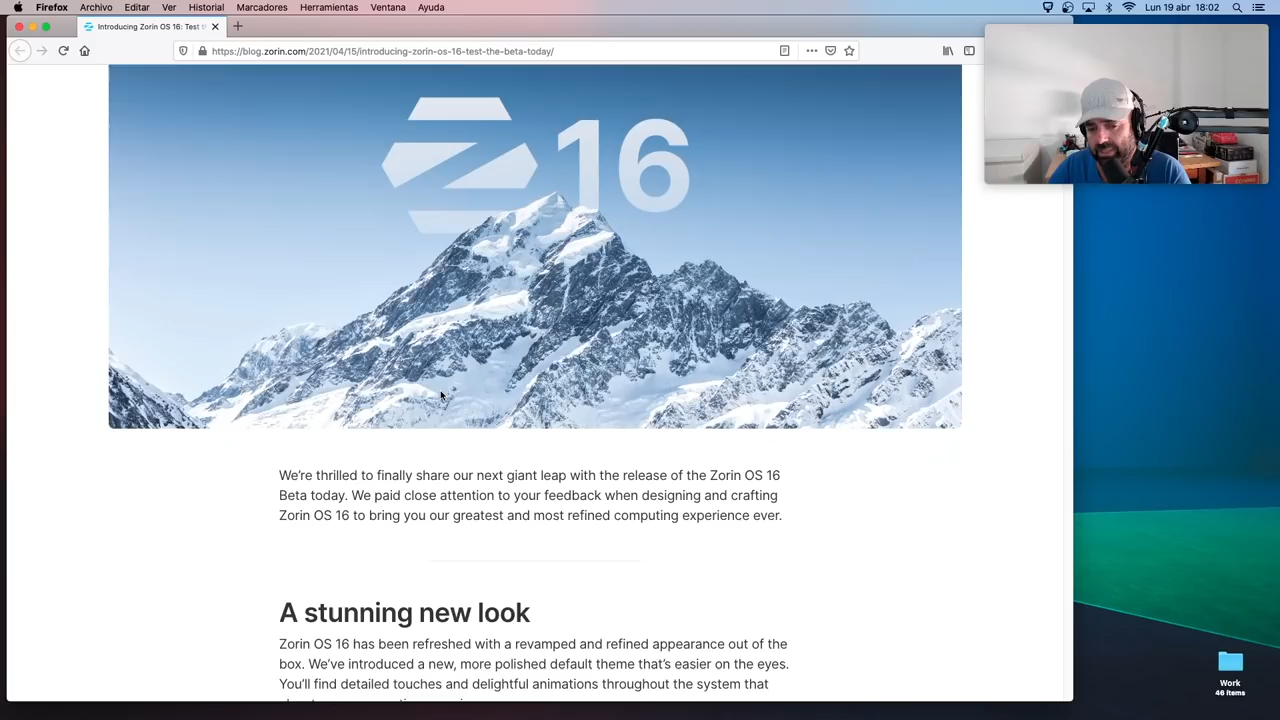 Firefox Archivo Editar Ver Historial Marcadores Herramientas Ventana Ayuda Lun 19 abr 18:02
Introducing Zorin OS 16: Test t
https://blog.zorin.com/2021/04/15/introducing-zorin-os-16-test-the-beta-today/
16
We're thrilled to finally share our next giant leap with the release of the Zorin OS 16
Beta today. We paid close attention to your feedback when designing and crafting
Zorin OS 16 to bring you our greatest and most refined computing experience ever.
A stunning new look
Zorin OS 16 has been refreshed with a revamped and refined appearance out of the
box. We've introduced a new, more polished default theme that's easier on the eyes.
You'll find detailed touches and delightful animations throughout the system that
Work
46 items